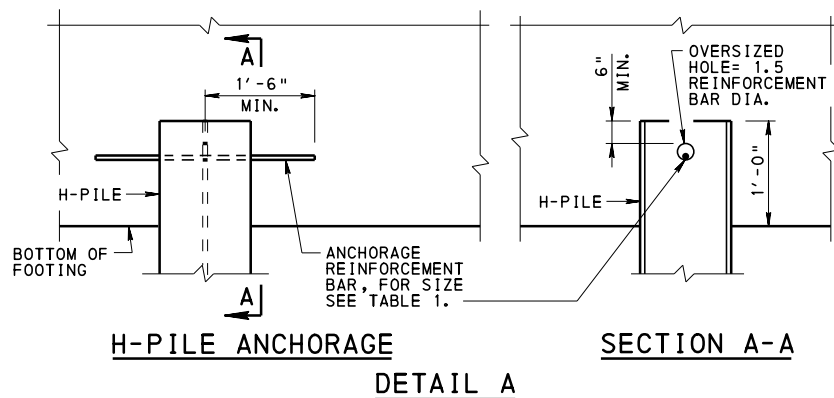 A
1'-6"
MIN.
H-PILE
BOTTOM OF
FOOTING
ANCHORAGE
REINFORCEMENT
BAR, FOR SIZE
SEE TABLE 1.
A
H-PILE ANCHORAGE
6"
MIN.
OVERSIZED
HOLE= 1.5
REINFORCEMENT
BAR DIA.
1'-0"
H-PILE
SECTION A-A
DETAIL A